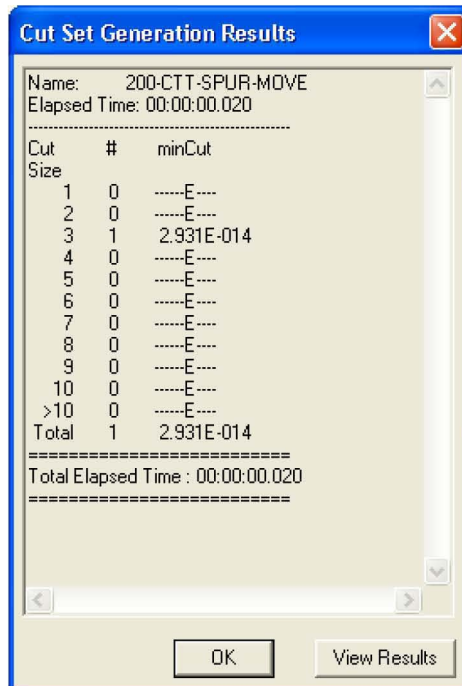 Cut Set Generation Results
Name: 200-CTT-SPUR-MOVE
Elapsed Time: 00:00:00.020
-----------------------------------------------
Cut # minCut
Size
1 0 -----E----
2 0 -----E----
3 1 2.931E-014
4 0 -----E----
5 0 -----E----
6 0 -----E----
7 0 -----E----
8 0 -----E----
9 0 -----E----
10 0 -----E----
>10 0 -----E----
Total 1 2.931E-014
===========================
Total Elapsed Time : 00:00:00.020
===========================
OK
View Results